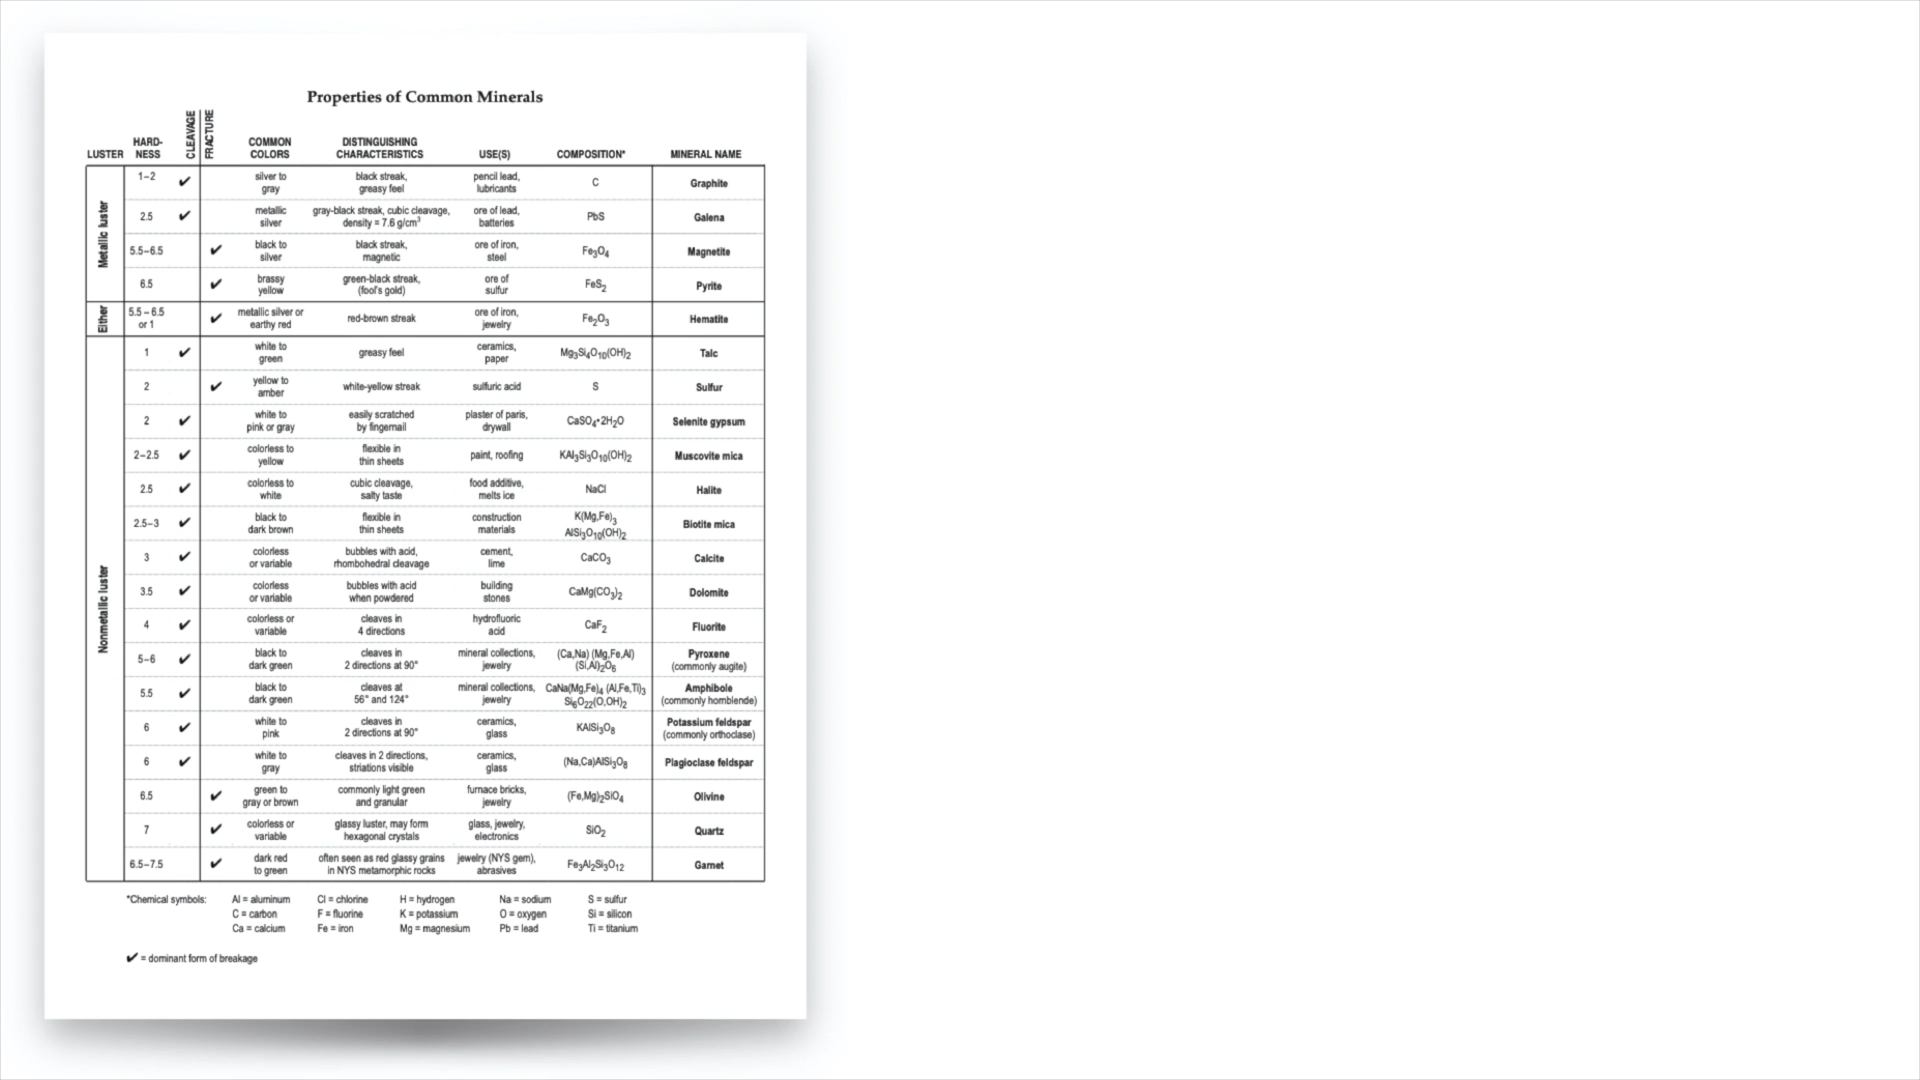 Properties of Common Minerals
LUSTER HARD-NESS CLEAVAGE FRACTURE COMMON COLORS DISTINGUISHING CHARACTERISTICS USE(S) COMPOSITION* MINERAL NAME
Metallic luster
1–2 ✔ silver to gray black streak, greasy feel pencil lead, lubricants C Graphite
2.5 ✔ metallic silver gray-black streak, cubic cleavage, density = 7.6 g/cm³ ore of lead, batteries PbS Galena
5.5–6.5 ✔ black to silver black streak, magnetic ore of iron, steel Fe₃O₄ Magnetite
6.5 ✔ brassy yellow green-black streak, (fool's gold) ore of sulfur FeS₂ Pyrite
Either
5.5 – 6.5 or 1 ✔ metallic silver or earthy red red-brown streak ore of iron, jewelry Fe₂O₃ Hematite
Nonmetallic luster
1 ✔ white to green greasy feel ceramics, paper Mg₃Si₄O₁₀(OH)₂ Talc
2 ✔ yellow to amber white-yellow streak sulfuric acid S Sulfur
2 ✔ white to pink or gray easily scratched by fingernail plaster of paris, drywall CaSO₄•2H₂O Selenite gypsum
2–2.5 ✔ colorless to yellow flexible in thin sheets paint, roofing KAl₃Si₃O₁₀(OH)₂ Muscovite mica
2.5 ✔ colorless to white cubic cleavage, salty taste food additive, melts ice NaCl Halite
2.5–3 ✔ black to dark brown flexible in thin sheets construction materials K(Mg,Fe)₃ AlSi₃O₁₀(OH)₂ Biotite mica
3 ✔ colorless or variable bubbles with acid, rhombohedral cleavage cement, lime CaCO₃ Calcite
3.5 ✔ colorless or variable bubbles with acid when powdered building stones CaMg(CO₃)₂ Dolomite
4 ✔ colorless or variable cleaves in 4 directions hydrofluoric acid CaF₂ Fluorite
5–6 ✔ black to dark green cleaves in 2 directions at 90° mineral collections, jewelry (Ca,Na) (Mg,Fe,Al) (Si,Al)₂O₆ Pyroxene (commonly augite)
5.5 ✔ black to dark green cleaves at 56° and 124° mineral collections, jewelry CaNa(Mg,Fe)₄ (Al,Fe,Ti)₃ Si₆O₂₂(O,OH)₂ Amphibole (commonly hornblende)
6 ✔ white to pink cleaves in 2 directions at 90° ceramics, glass KAlSi₃O₈ Potassium feldspar (commonly orthoclase)
6 ✔ white to gray cleaves in 2 directions, striations visible ceramics, glass (Na,Ca)AlSi₃O₈ Plagioclase feldspar
6.5 ✔ green to gray or brown commonly light green and granular furnace bricks, jewelry (Fe,Mg)₂SiO₄ Olivine
7 ✔ colorless or variable glassy luster, may form hexagonal crystals glass, jewelry, electronics SiO₂ Quartz
6.5–7.5 ✔ dark red to green often seen as red glassy grains in NYS metamorphic rocks jewelry (NYS gem), abrasives Fe₃Al₂Si₃O₁₂ Garnet
*Chemical symbols: Al = aluminum Cl = chlorine H = hydrogen Na = sodium S = sulfur
C = carbon F = fluorine K = potassium O = oxygen Si = silicon
Ca = calcium Fe = iron Mg = magnesium Pb = lead Ti = titanium
✔ = dominant form of breakage